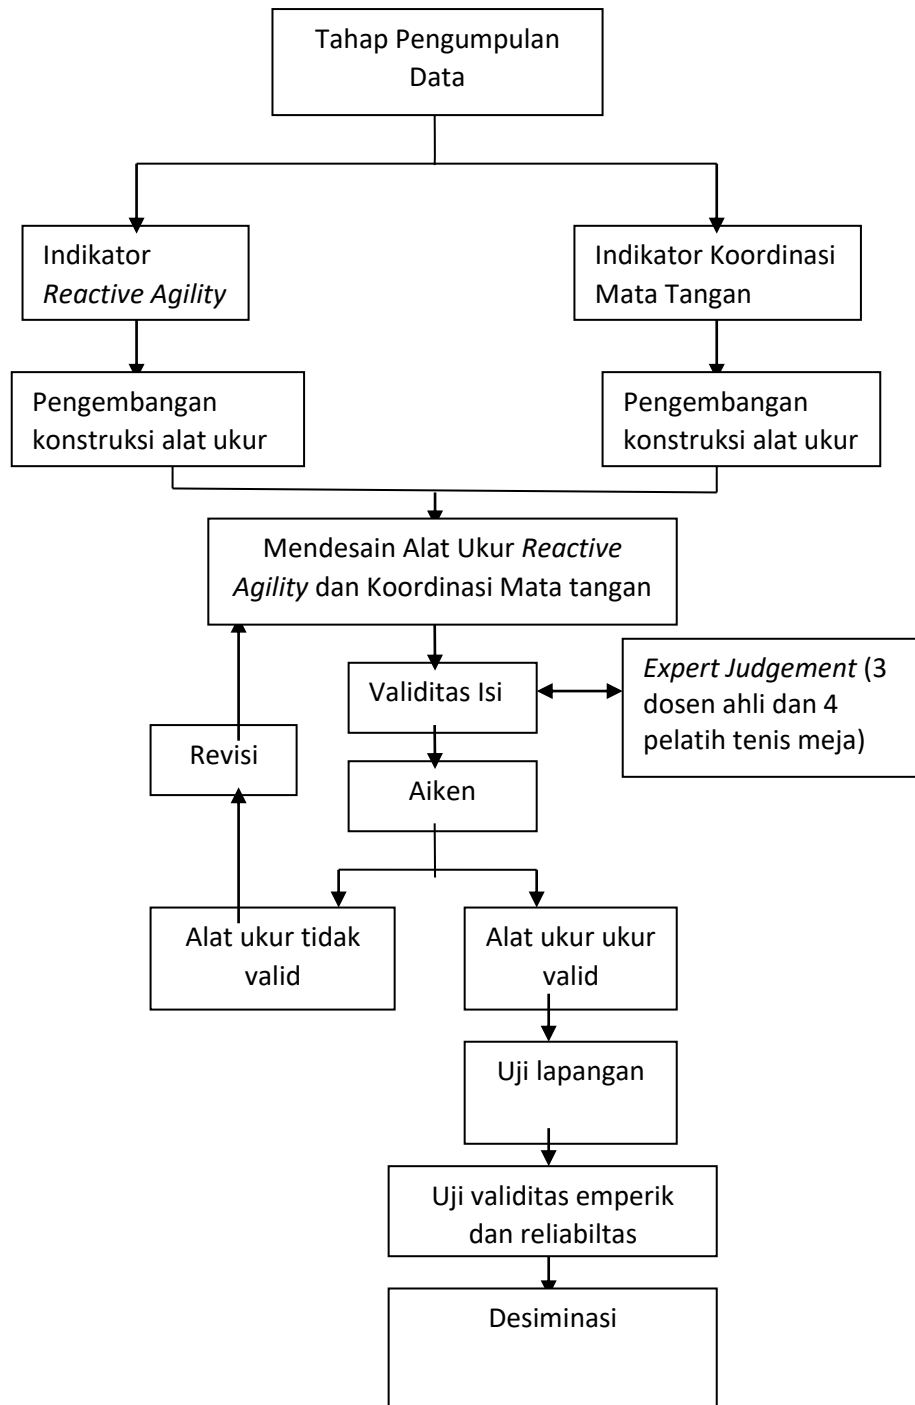 Tahap Pengumpulan
Data
Indikator
Reactive Agility
Indikator Koordinasi
Mata Tangan
Pengembangan
konstruksi alat ukur
Pengembangan
konstruksi alat ukur
Mendesain Alat Ukur Reactive
Agility dan Koordinasi Mata tangan
Validitas Isi
Expert Judgement (3
dosen ahli dan 4
pelatih tenis meja)
Revisi
Aiken
Alat ukur tidak
valid
Alat ukur ukur
valid
Uji lapangan
Uji validitas emperik
dan reliabiltas
Desiminasi